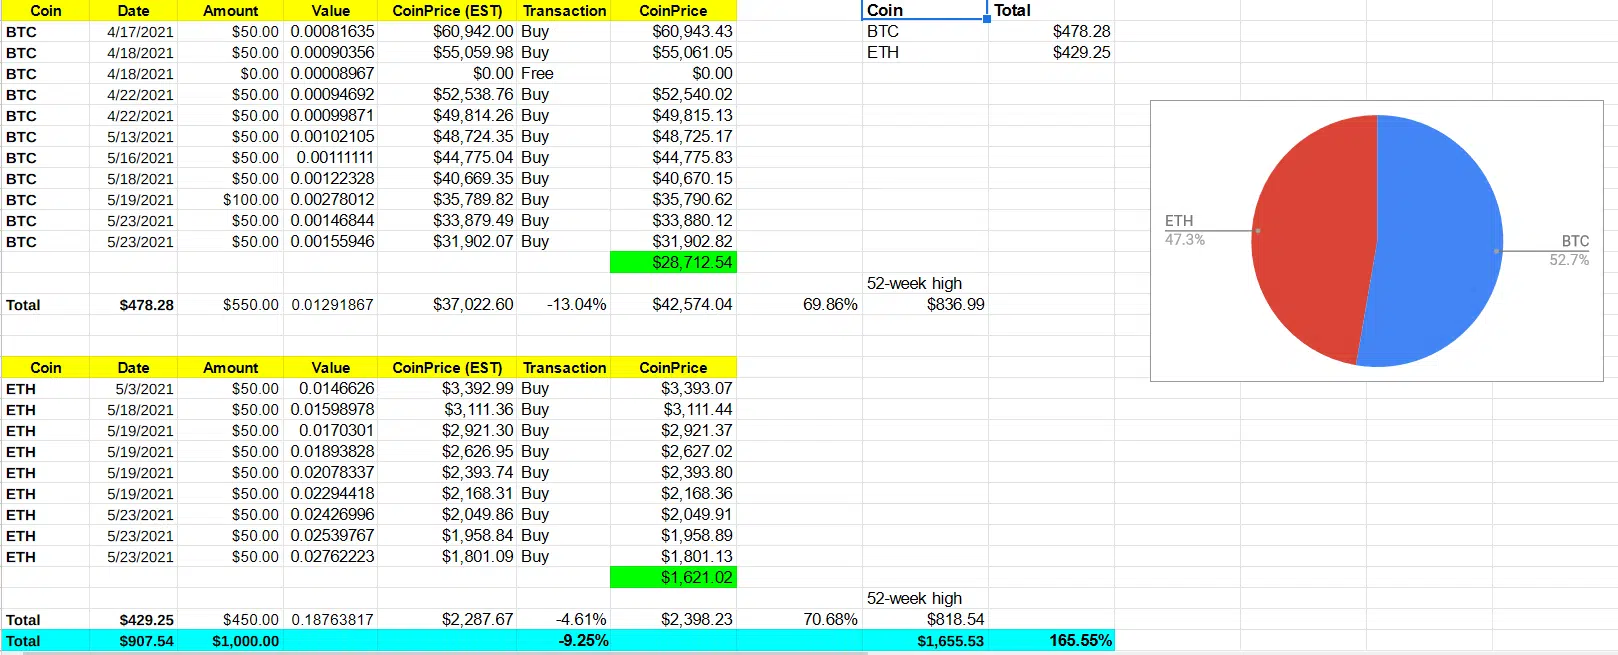 Coin Date Amount Value CoinPrice (EST) Transaction CoinPrice Coin Total
BTC 4/17/2021 $50.00 0.00081635 $60,942.00 Buy $60,943.43 BTC $478.28
BTC 4/18/2021 $50.00 0.00090356 $55,059.98 Buy $55,061.05 ETH $429.25
BTC 4/18/2021 $0.00 0.00008967 $0.00 Free $0.00
BTC 4/22/2021 $50.00 0.00094692 $52,538.76 Buy $52,540.02
BTC 4/22/2021 $50.00 0.00099871 $49,814.26 Buy $49,815.13
BTC 5/13/2021 $50.00 0.00102105 $48,724.35 Buy $48,725.17
BTC 5/16/2021 $50.00 0.00111111 $44,775.04 Buy $44,775.83
BTC 5/18/2021 $50.00 0.00122328 $40,669.35 Buy $40,670.15
BTC 5/19/2021 $100.00 0.00278012 $35,789.82 Buy $35,790.62
BTC 5/23/2021 $50.00 0.00146844 $33,879.49 Buy $33,880.12
BTC 5/23/2021 $50.00 0.00155946 $31,902.07 Buy $31,902.82
$28,712.54
52-week high
Total $478.28 $550.00 0.01291867 $37,022.60 -13.04% $42,574.04 69.86% $836.99
ETH
47.3%
BTC
52.7%
Coin Date Amount Value CoinPrice (EST) Transaction CoinPrice
ETH 5/3/2021 $50.00 0.0146626 $3,392.99 Buy $3,393.07
ETH 5/18/2021 $50.00 0.01598978 $3,111.36 Buy $3,111.44
ETH 5/19/2021 $50.00 0.0170301 $2,921.30 Buy $2,921.37
ETH 5/19/2021 $50.00 0.01893828 $2,626.95 Buy $2,627.02
ETH 5/19/2021 $50.00 0.02078337 $2,393.74 Buy $2,393.80
ETH 5/19/2021 $50.00 0.02294418 $2,168.31 Buy $2,168.36
ETH 5/23/2021 $50.00 0.02426996 $2,049.86 Buy $2,049.91
ETH 5/23/2021 $50.00 0.02539767 $1,958.84 Buy $1,958.89
ETH 5/23/2021 $50.00 0.02762223 $1,801.09 Buy $1,801.13
$1,621.02
52-week high
Total $429.25 $450.00 0.18763817 $2,287.67 -4.61% $2,398.23 70.68% $818.54
Total $907.54 $1,000.00 -9.25% $1,655.53 165.55%